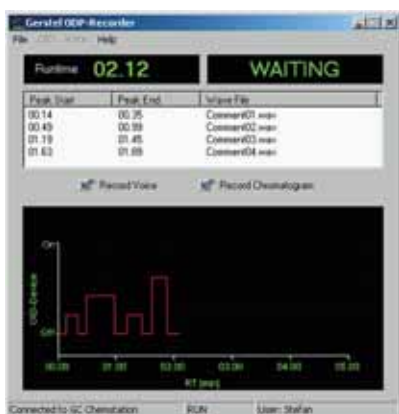 Gerstel ODP-Recorder
File Help
Runtime 02.12 WAITING
Peak Start Peak End Wave File
00.14 00.35 Comment01.wav
00.49 00.99 Comment02.wav
01.19 01.45 Comment03.wav
01.63 01.89 Comment04.wav
Record Voice Record Chromatogram
On
Off
00.00 01.00 02.00 03.00 04.00 05.00
RT [min]
Connected to GC Chemstation RUN User: Stefan